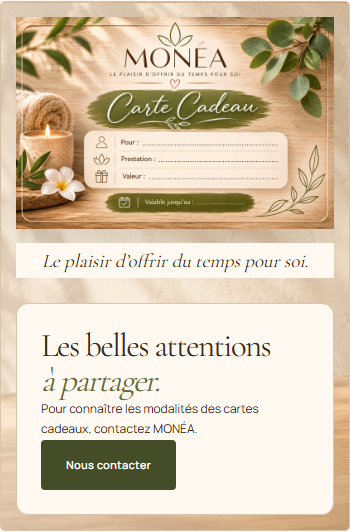 MONÉA
LE PLAISIR D'OFFRIR DU TEMPS POUR SOI
Carte Cadeau
Pour :
Prestation :
Valeur :
Valable jusqu'au :
Le plaisir d'offrir du temps pour soi.
Les belles attentions
à partager.
Pour connaître les modalités des cartes
cadeaux, contactez MONÉA.
Nous contacter